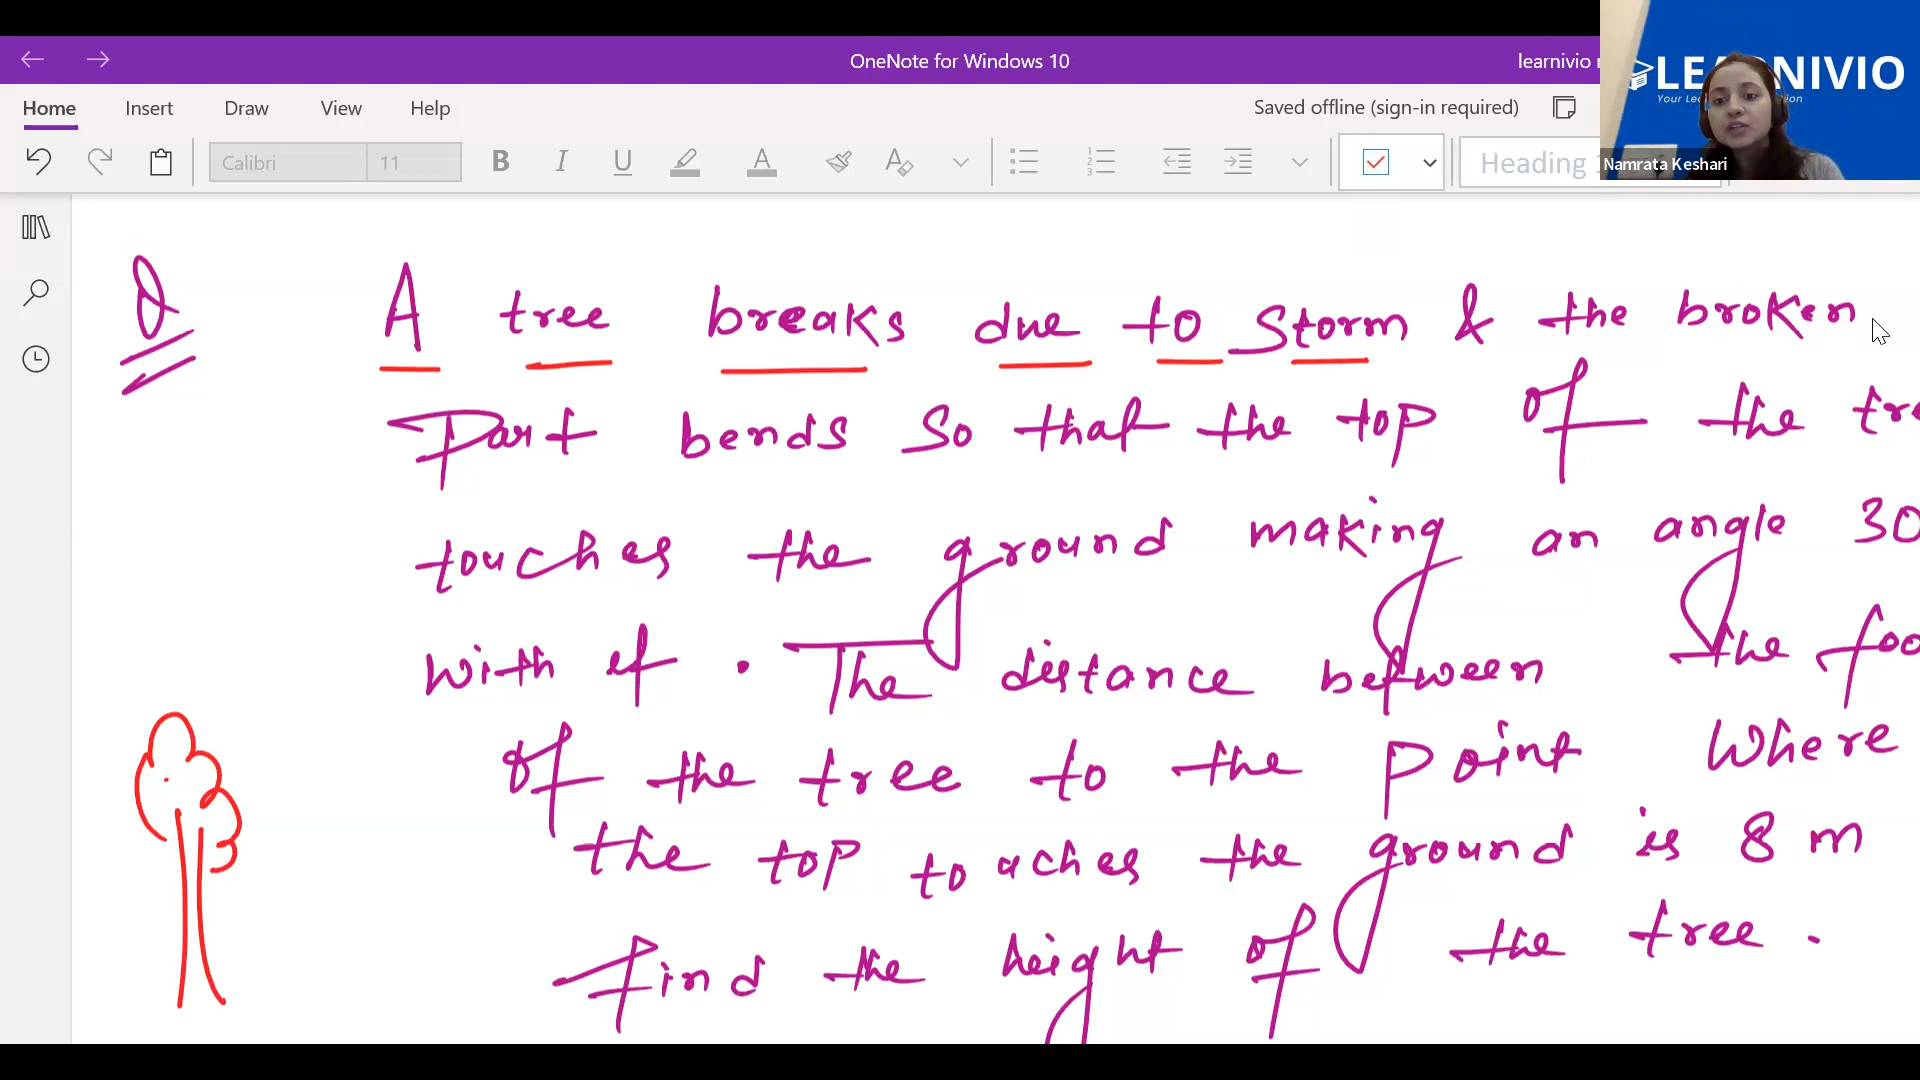 OneNote for Windows 10
learnivio
LEARNIVIO
Home Insert Draw View Help
Saved offline (sign-in required)
Calibri 11 B I U Heading
Namrata Keshari
Q A tree breaks due to Storm & the broken
Part bends so that the top of the tre
touches the ground making an angle 30
with it . The distance between the foo
of the tree to the point where
the top touches the ground is 8 m
find the height of the tree .